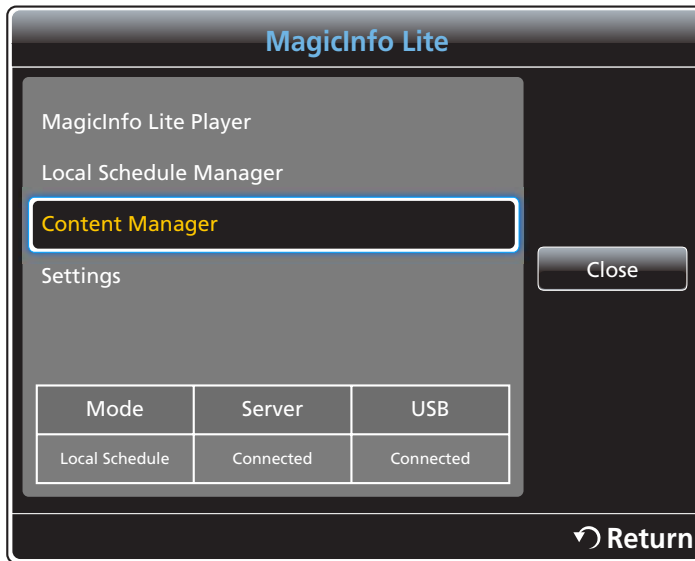 MagicInfo Lite
MagicInfo Lite Player
Local Schedule Manager
Content Manager
Settings
Close
Mode Server USB
Local Schedule Connected Connected
Return